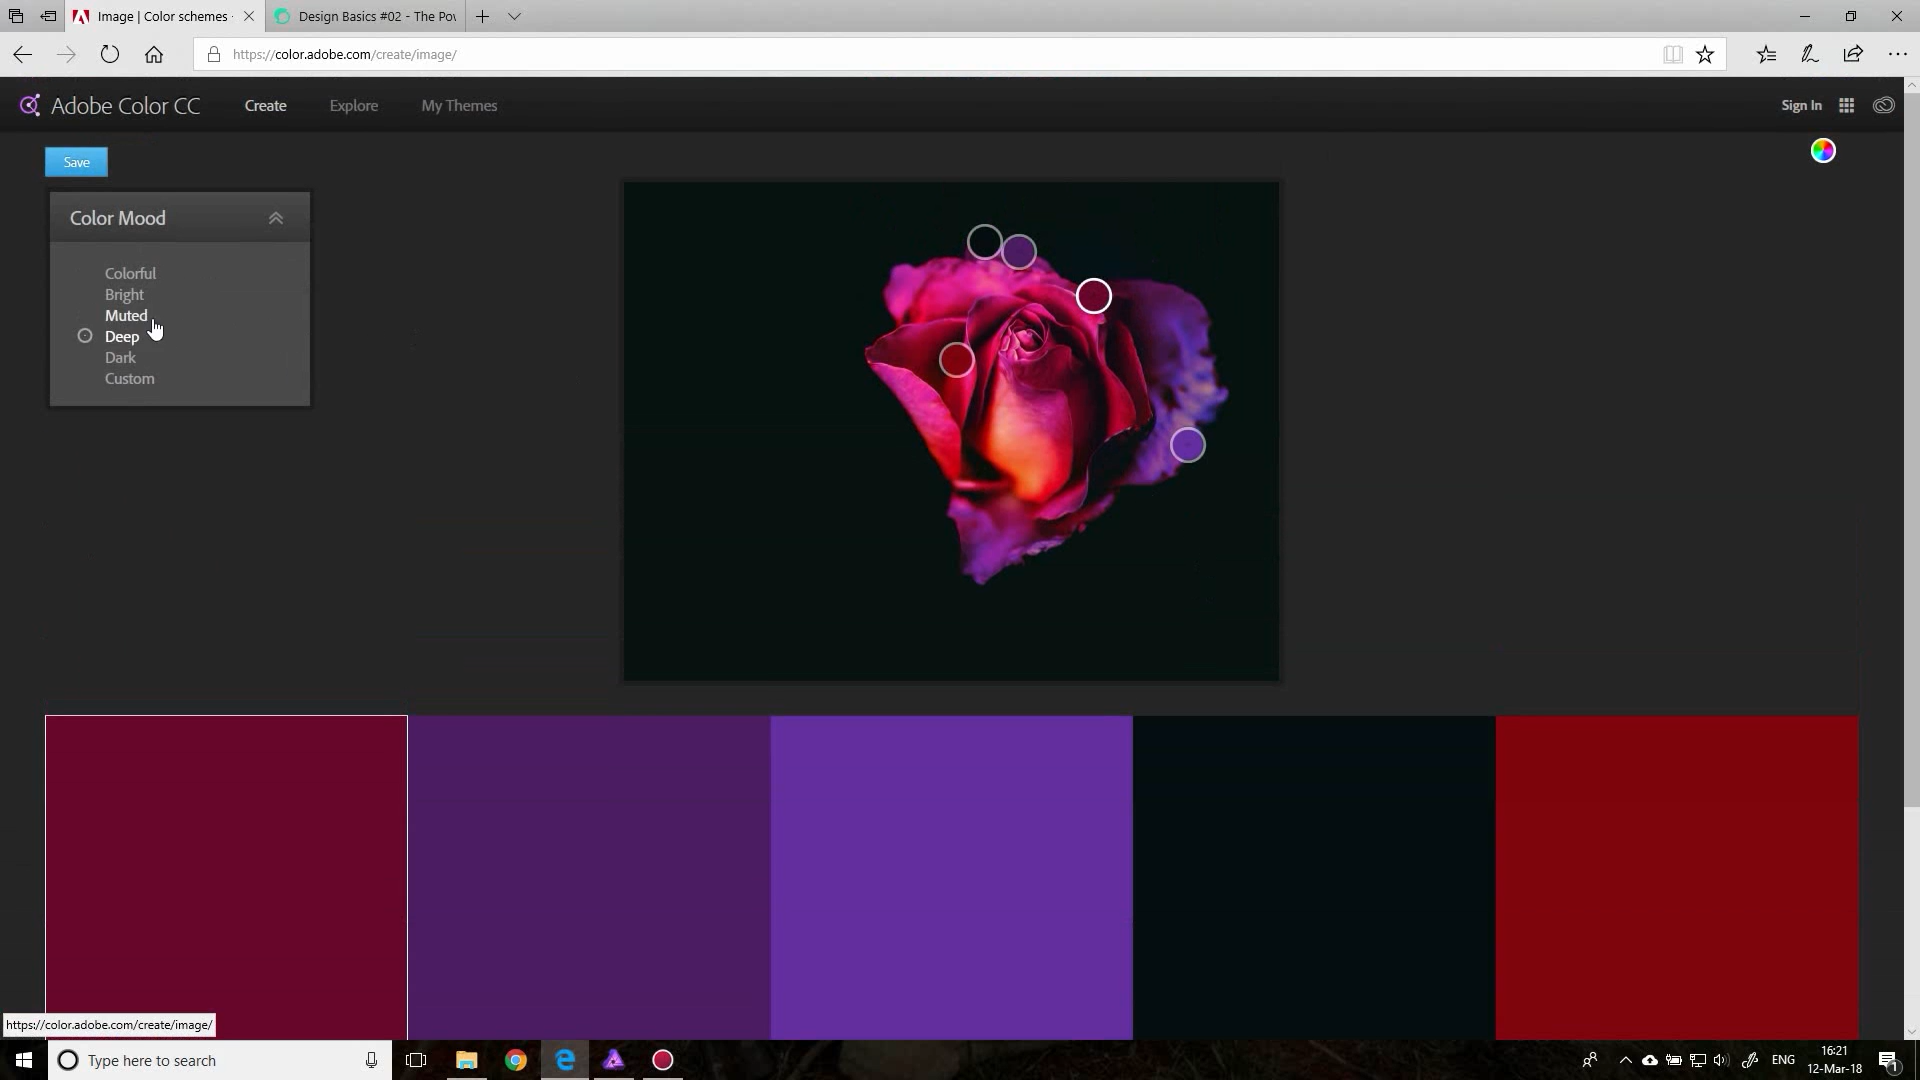 Image | Color schemes
Design Basics #02 - The Pov
https://color.adobe.com/create/image/
Adobe Color CC
Create
Explore
My Themes
Sign In
Save
Color Mood
Colorful
Bright
Muted
Deep
Dark
Custom
https://color.adobe.com/create/image/
Type here to search
ENG
16:21
12-Mar-18
1